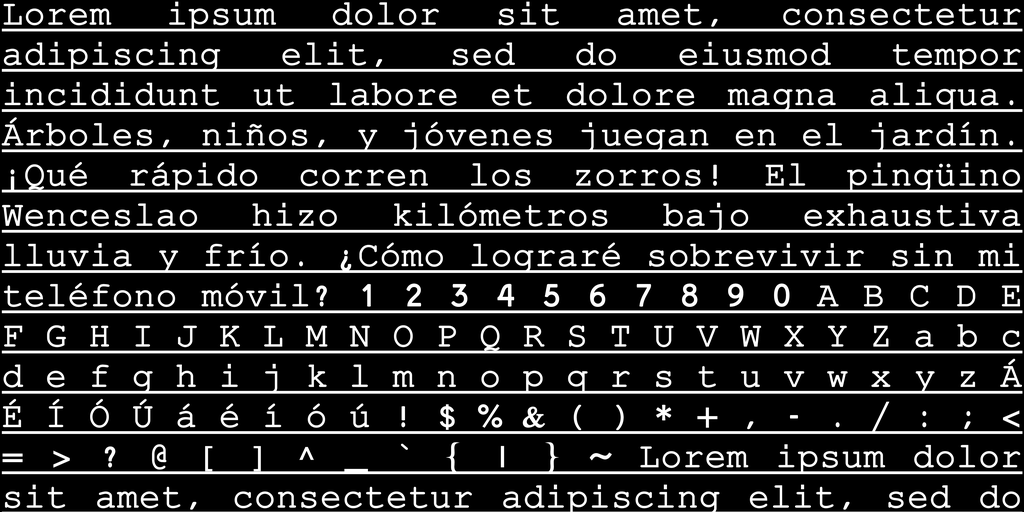 Lorem ipsum dolor sit amet, consectetur
adipiscing elit, sed do eiusmod tempor
incididunt ut labore et dolore magna aliqua.
Árboles, niños, y jóvenes juegan en el jardín.
¡Qué rápido corren los zorros! El pingüino
Wenceslao hizo kilómetros bajo exhaustiva
lluvia y frío. ¿Cómo lograré sobrevivir sin mi
teléfono móvil? 1 2 3 4 5 6 7 8 9 0 A B C D E
F G H I J K L M N O P Q R S T U V W X Y Z a b c
d e f g h i j k l m n o p q r s t u v w x y z Á
É Í Ó Ú á é í ó ú ! $ % & ( ) * + , - . / : ; <
= > ? @ [ ] ^ _ ` { | } ~ Lorem ipsum dolor
sit amet, consectetur adipiscing elit, sed do